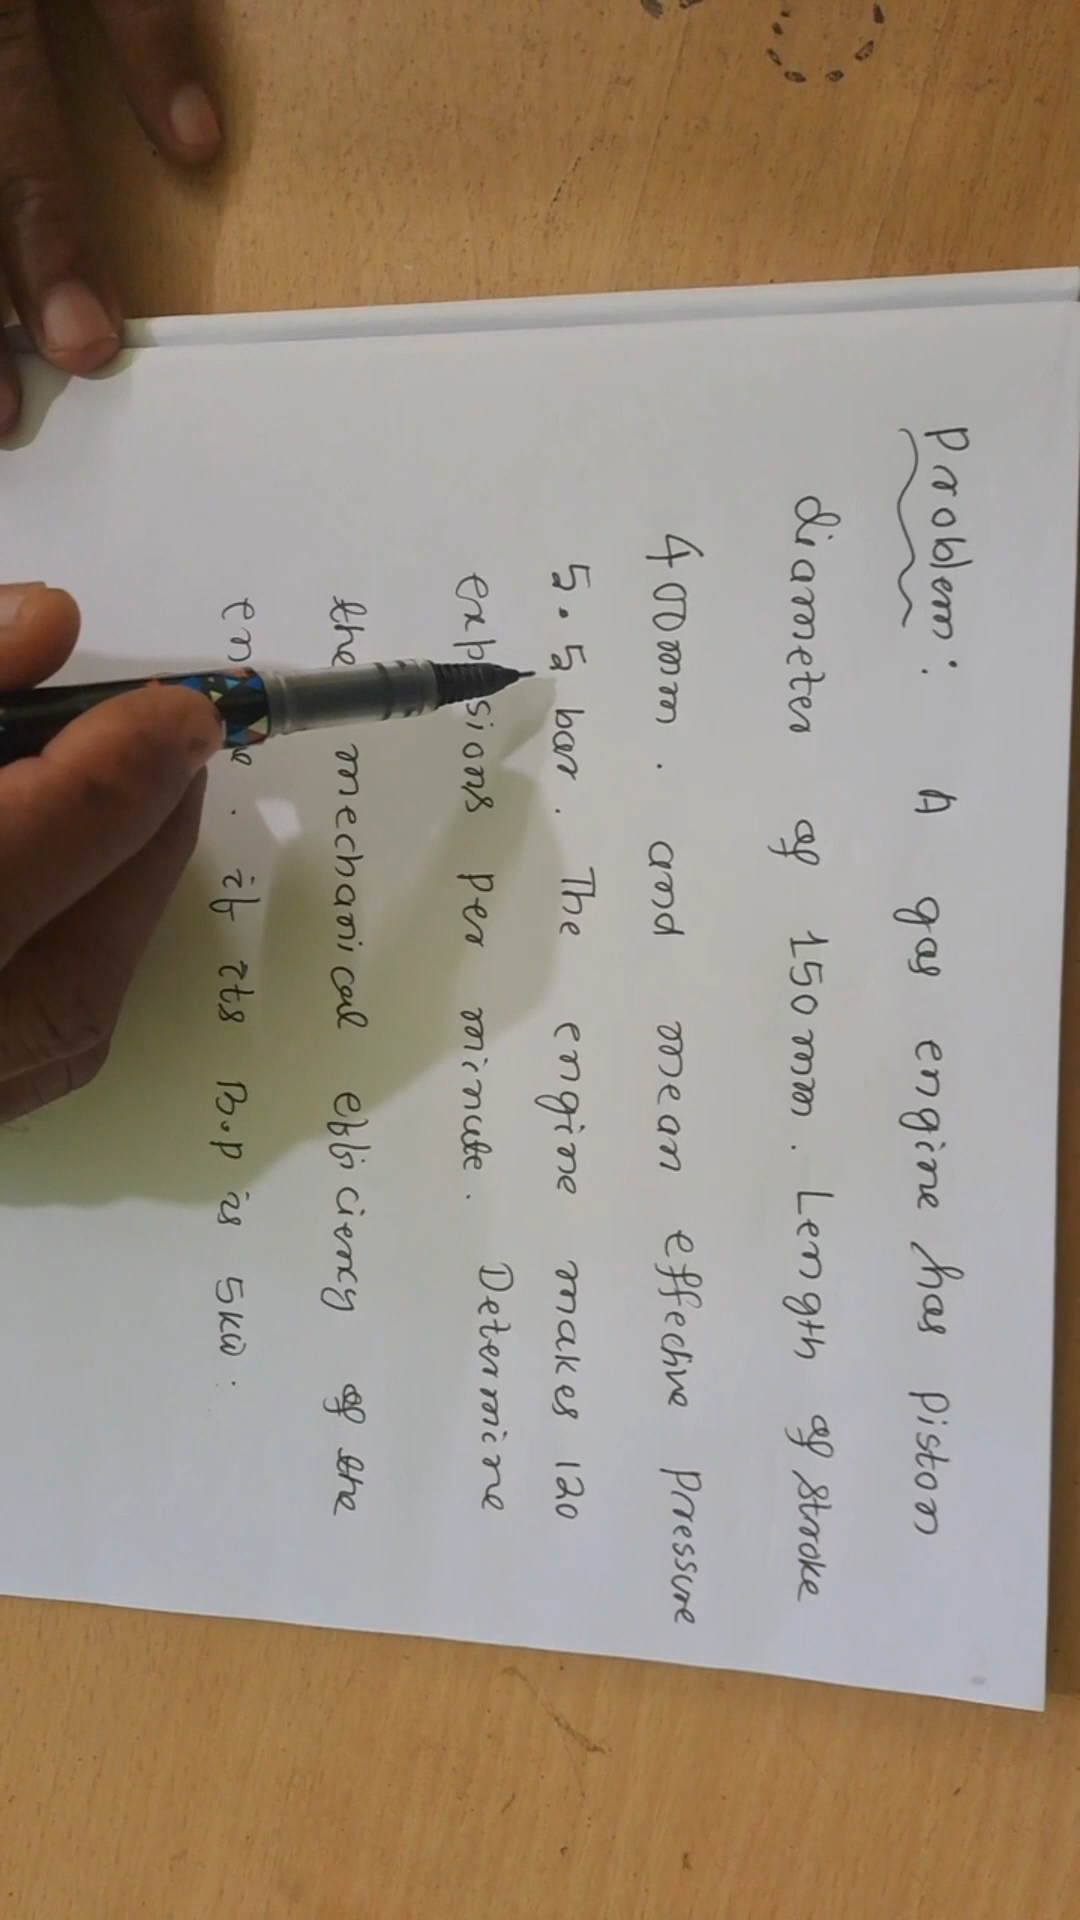 Problem: A gas engine has Piston
diameter of 150mm. Length of stroke
400mm. and mean effective pressure
5.5 bar. The engine makes 120
sions per minute. Determine
the mechanical efficiency of the
if its B.P is 5kw.